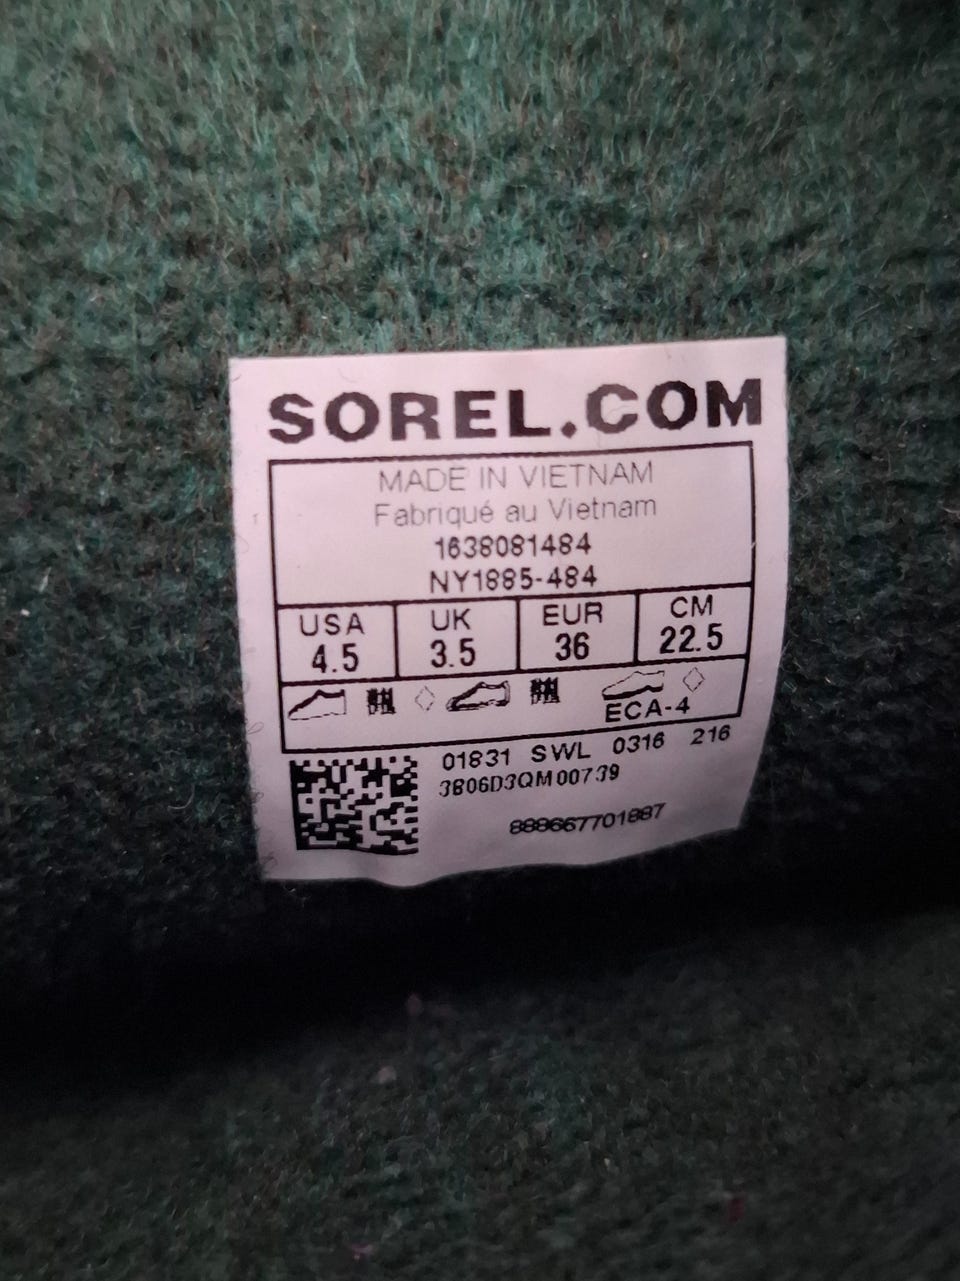 SOREL.COM
MADE IN VIETNAM
Fabriqué au Vietnam
1638081484
NY1885-484
USA UK EUR CM
4.5 3.5 36 22.5
ECA-4
01831 SWL 0316 216
3806D3QM00739
888667701887